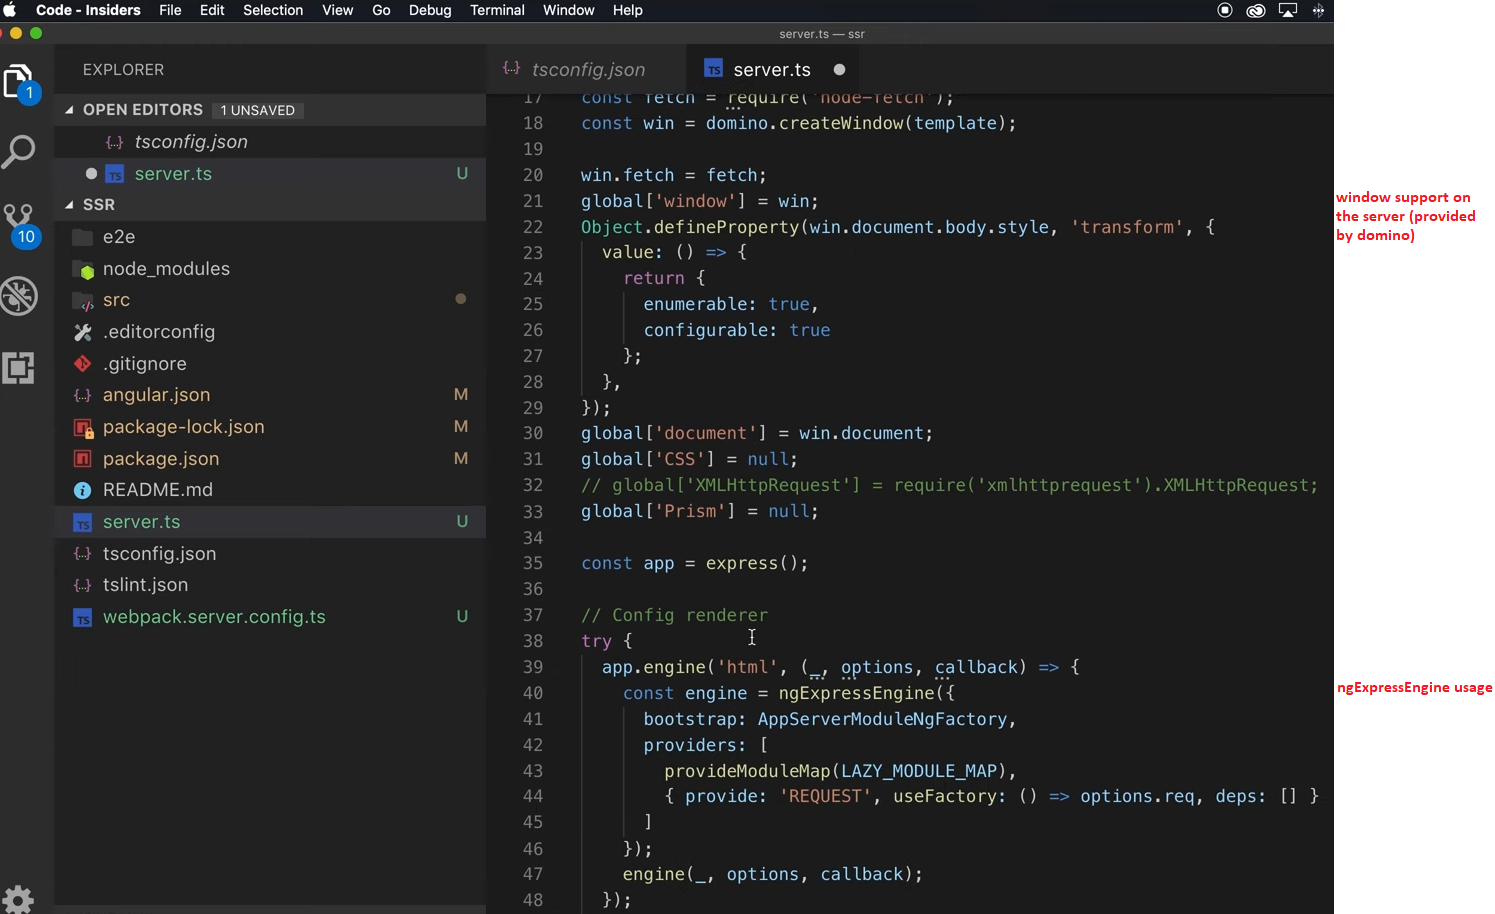 Code - Insiders File Edit Selection View Go Debug Terminal Window Help
server.ts — ssr
EXPLORER
OPEN EDITORS 1 UNSAVED
{..} tsconfig.json
TS server.ts U
SSR
e2e
node_modules
src
.editorconfig
.gitignore
{..} angular.json M
package-lock.json M
package.json M
README.md
TS server.ts U
{..} tsconfig.json
{..} tslint.json
TS webpack.server.config.ts U
1
10
{..} tsconfig.json TS server.ts
17 const fetch = require('node-fetch');
18 const win = domino.createWindow(template);
19
20 win.fetch = fetch;
21 global['window'] = win;
22 Object.defineProperty(win.document.body.style, 'transform', {
23 value: () => {
24 return {
25 enumerable: true,
26 configurable: true
27 };
28 },
29 });
30 global['document'] = win.document;
31 global['CSS'] = null;
32 // global['XMLHttpRequest'] = require('xmlhttprequest').XMLHttpRequest;
33 global['Prism'] = null;
34
35 const app = express();
36
37 // Config renderer
38 try {
39 app.engine('html', (_, options, callback) => {
40 const engine = ngExpressEngine({
41 bootstrap: AppServerModuleNgFactory,
42 providers: [
43 provideModuleMap(LAZY_MODULE_MAP),
44 { provide: 'REQUEST', useFactory: () => options.req, deps: [] }
45 ]
46 });
47 engine(_, options, callback);
48 });
window support on
the server (provided
by domino)
ngExpressEngine usage